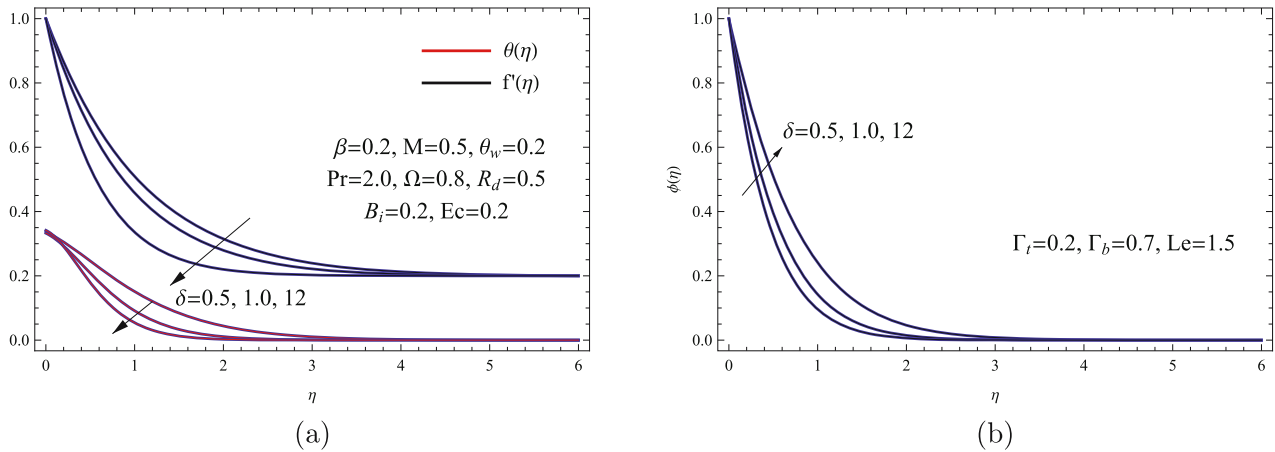 1.0
0.8
0.6
0.4
0.2
0.0
0
1
2
3
4
5
6
η
θ(η)
f'(η)
β=0.2, M=0.5, θ_w=0.2
Pr=2.0, Ω=0.8, R_d=0.5
B_i=0.2, Ec=0.2
δ=0.5, 1.0, 12
(a)
1.0
0.8
0.6
0.4
0.2
0.0
ϕ(η)
0
1
2
3
4
5
6
η
δ=0.5, 1.0, 12
Γ_t=0.2, Γ_b=0.7, Le=1.5
(b)